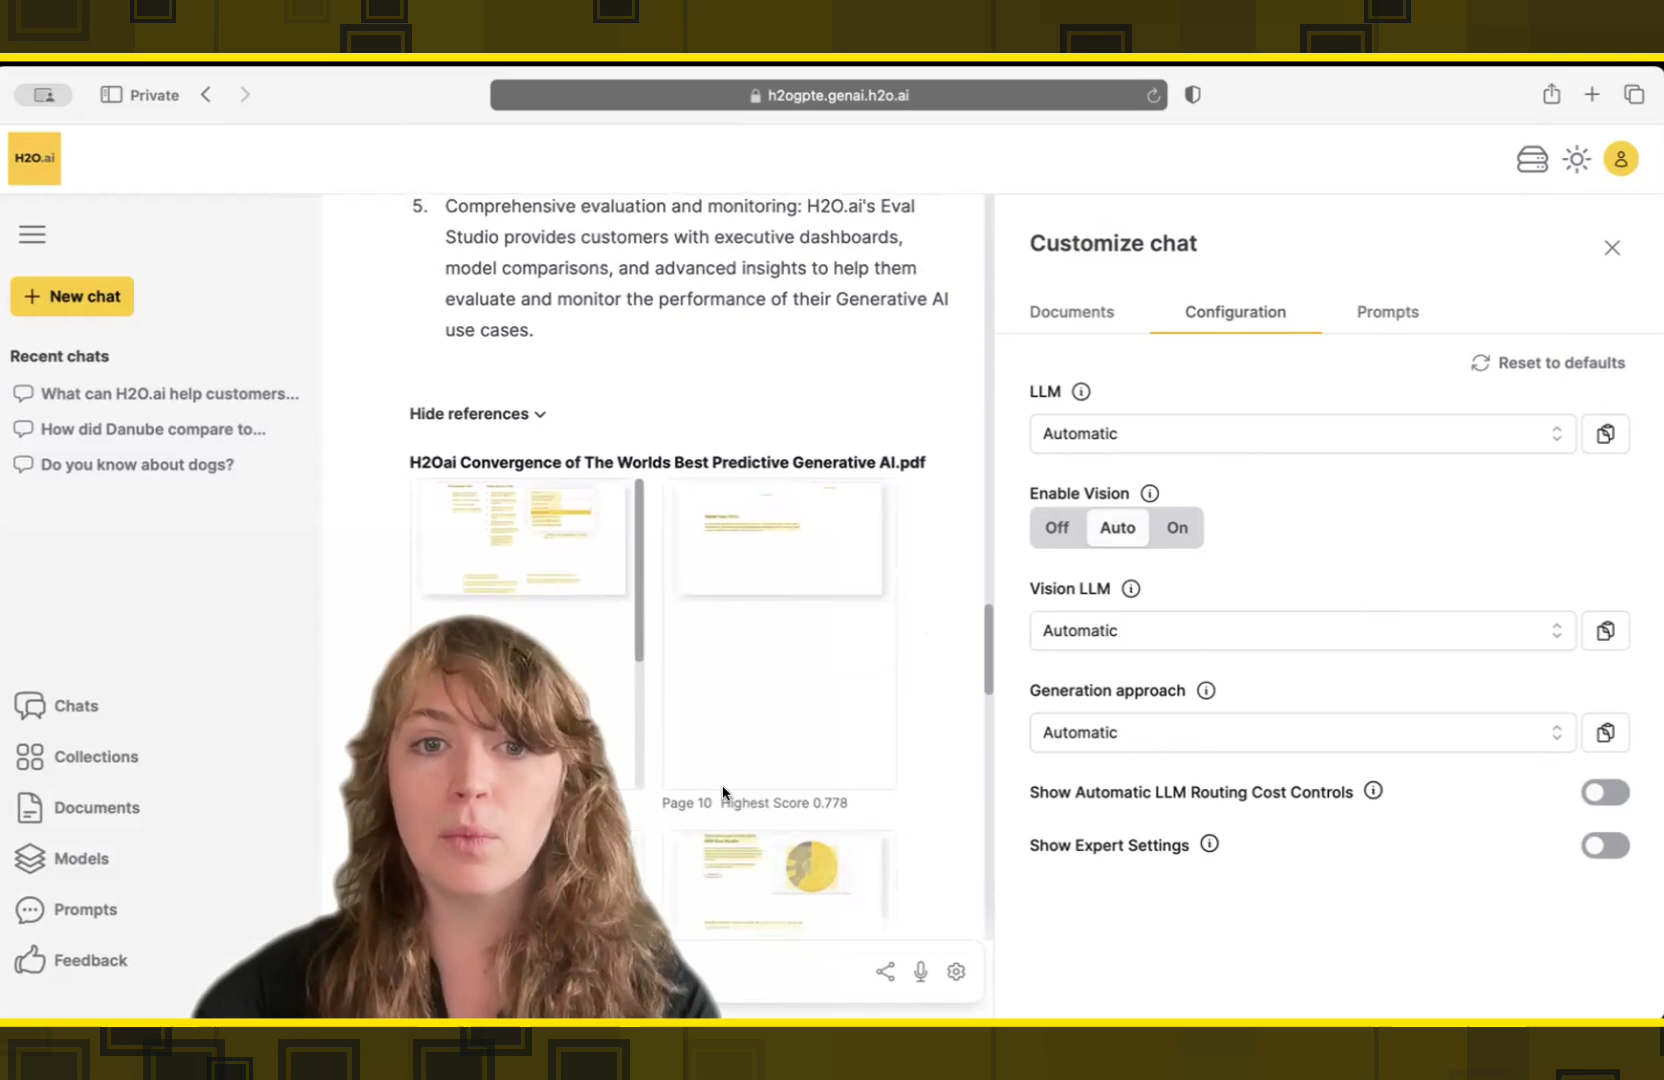 Private
h2ogpte.genai.h2o.ai
H2O.ai
New chat
Recent chats
What can H2O.ai help customers...
How did Danube compare to...
Do you know about dogs?
Chats
Collections
Documents
Models
Prompts
Feedback
5. Comprehensive evaluation and monitoring: H2O.ai's Eval
Studio provides customers with executive dashboards,
model comparisons, and advanced insights to help them
evaluate and monitor the performance of their Generative AI
use cases.
Hide references
H2Oai Convergence of The Worlds Best Predictive Generative AI.pdf
Page 10 Highest Score 0.778
Customize chat
Documents Configuration Prompts
Reset to defaults
LLM
Automatic
Enable Vision
Off Auto On
Vision LLM
Automatic
Generation approach
Automatic
Show Automatic LLM Routing Cost Controls
Show Expert Settings